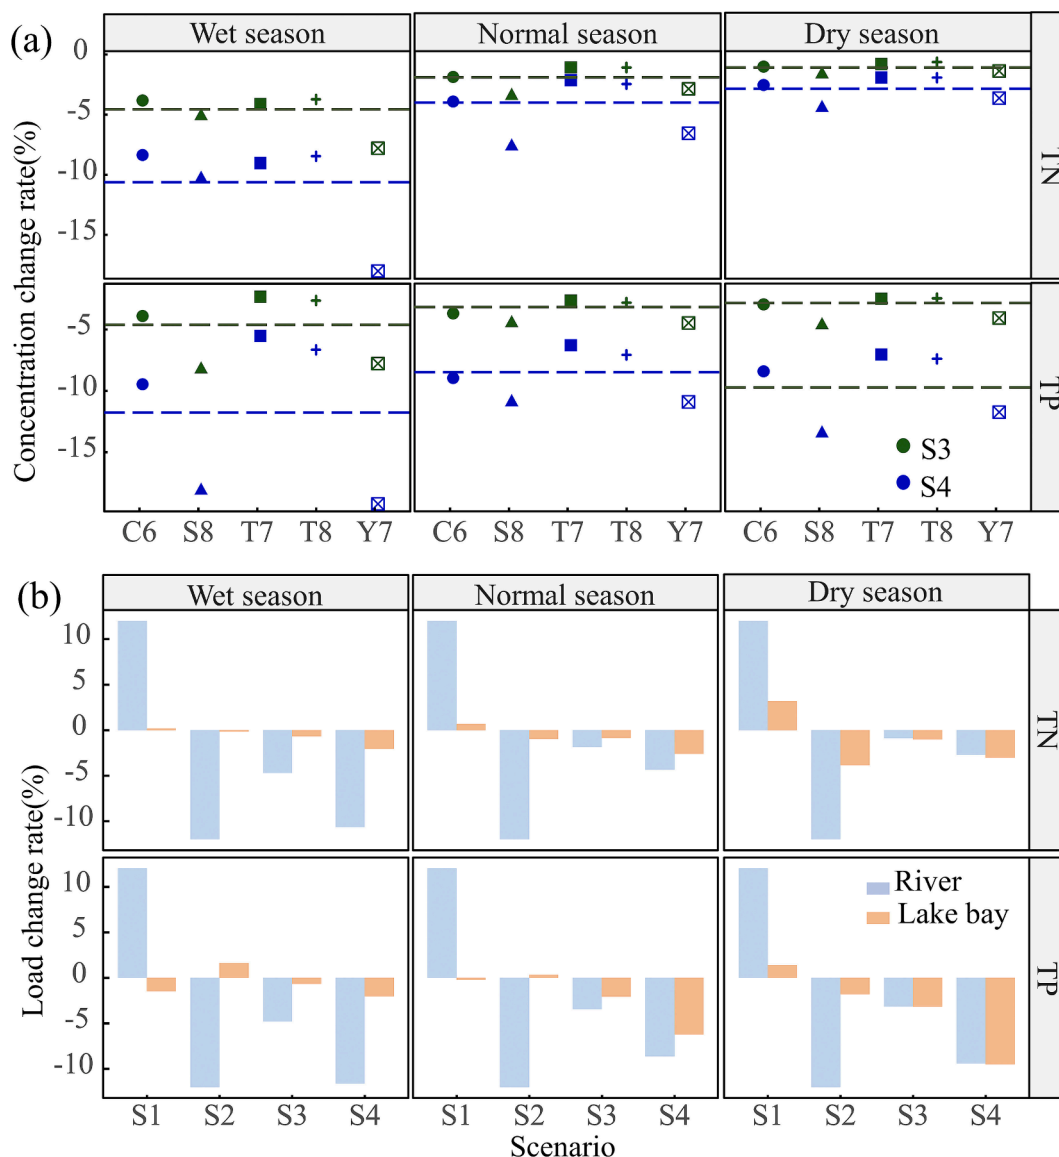 (a)
Wet season
Normal season
Dry season
Concentration change rate(%)
0
-5
-10
-15
TN
-5
-10
-15
TP
S3
S4
C6 S8 T7 T8 Y7
C6 S8 T7 T8 Y7
C6 S8 T7 T8 Y7
(b)
Wet season
Normal season
Dry season
Load change rate(%)
10
5
0
-5
-10
TN
10
5
0
-5
-10
TP
River
Lake bay
S1 S2 S3 S4
S1 S2 S3 S4
S1 S2 S3 S4
Scenario